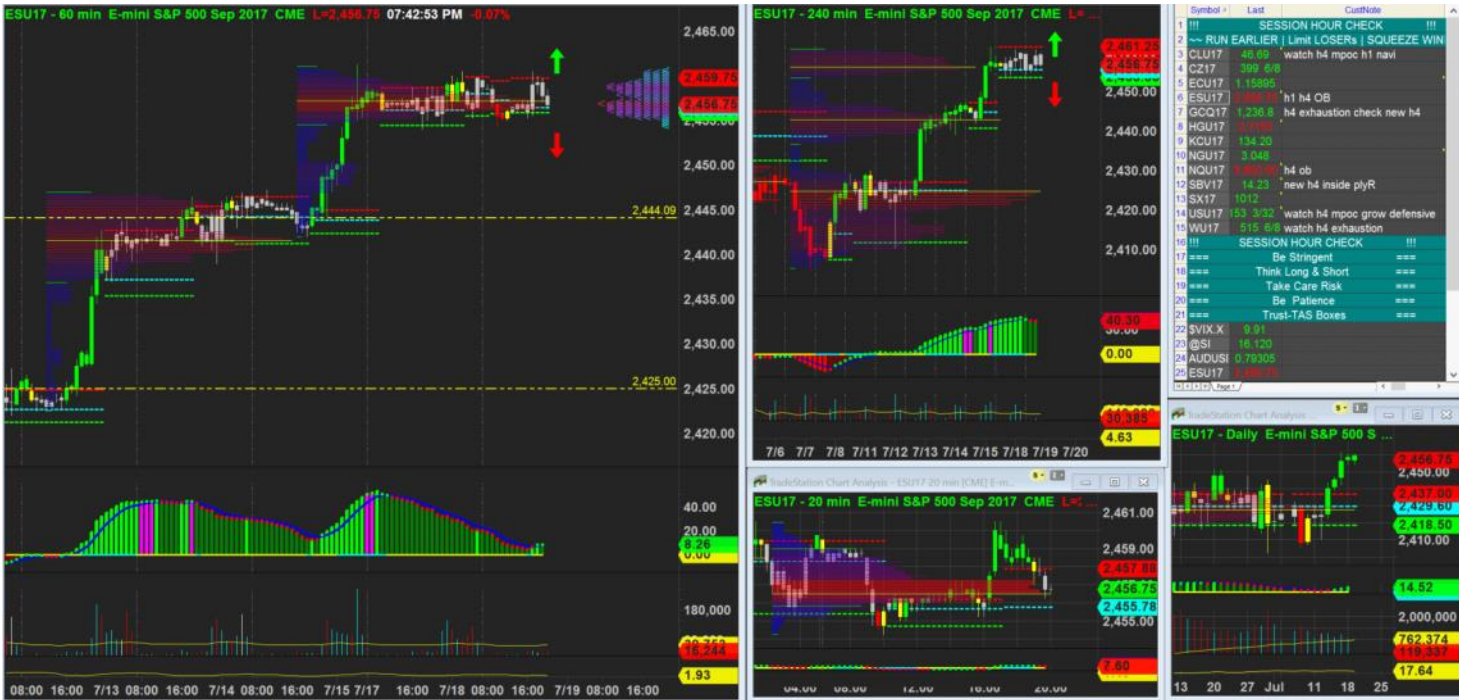 ESU17 - 60 min E-mini S&P 500 Sep 2017 CME L=2,456.75 07:42:53 PM -0.07%
2,465.00
2,459.75
2,456.75
2,455.00
2,450.00
2,444.09
2,445.00
2,440.00
2,435.00
2,430.00
2,425.00
2,425.00
2,420.00
40.00
20.00
8.26
0.00
180,000
16,244
1.93
08:00 16:00 7/13 08:00 16:00 7/14 08:00 16:00 7/15 7/17 16:00 7/18 08:00 16:00 7/19 08:00 16:00
ESU17 - 240 min E-mini S&P 500 Sep 2017 CME L= ...
2,461.25
2,456.75
2,450.00
2,440.00
2,430.00
2,420.00
2,410.00
40.30
0.00
30,385
4.63
7/6 7/7 7/8 7/11 7/12 7/13 7/14 7/15 7/18 7/19 7/20
TradeStation Chart Analysis - ESU17 20 min [CME] E-m...
ESU17 - 20 min E-mini S&P 500 Sep 2017 CME L=: ...
2,461.00
2,459.00
2,457.88
2,456.75
2,455.78
2,455.00
7.60
04:00 08:00 12:00 16:00 20:00
Symbol Last CustNote
1 !!! SESSION HOUR CHECK !!!
2 ~~ RUN EARLIER | Limit LOSERs | SQUEEZE WIN
3 CLU17 46.69 watch h4 mpoc h1 navi
4 CZ17 399 6/8
5 ECU17 1.15895
6 ESU17 h1 h4 OB
7 GCQ17 1,236.8 h4 exhaustion check new h4
8 HGU17
9 KCU17 134.20
10 NGU17 3.048
11 NQU17 h4 ob
12 SBV17 14.23 new h4 inside plyR
13 SX17 1012
14 USU17 153 3/32 watch h4 mpoc grow defensive
15 WU17 515 6/8 watch h4 exhaustion
16 !!! SESSION HOUR CHECK !!!
17 === Be Stringent ===
18 === Think Long & Short ===
19 === Take Care Risk ===
20 === Be Patience ===
21 === Trust-TAS Boxes ===
22 $VIX.X 9.91
23 @SI 16.120
24 AUDUSI 0.79305
25 ESU17
Page 1
TradeStation Chart Analysis ...
ESU17 - Daily E-mini S&P 500 S ...
2,456.75
2,450.00
2,437.00
2,429.60
2,418.50
2,410.00
14.52
2,000,000
762,374
119,337
17.64
13 20 27 Jul 11 18 25